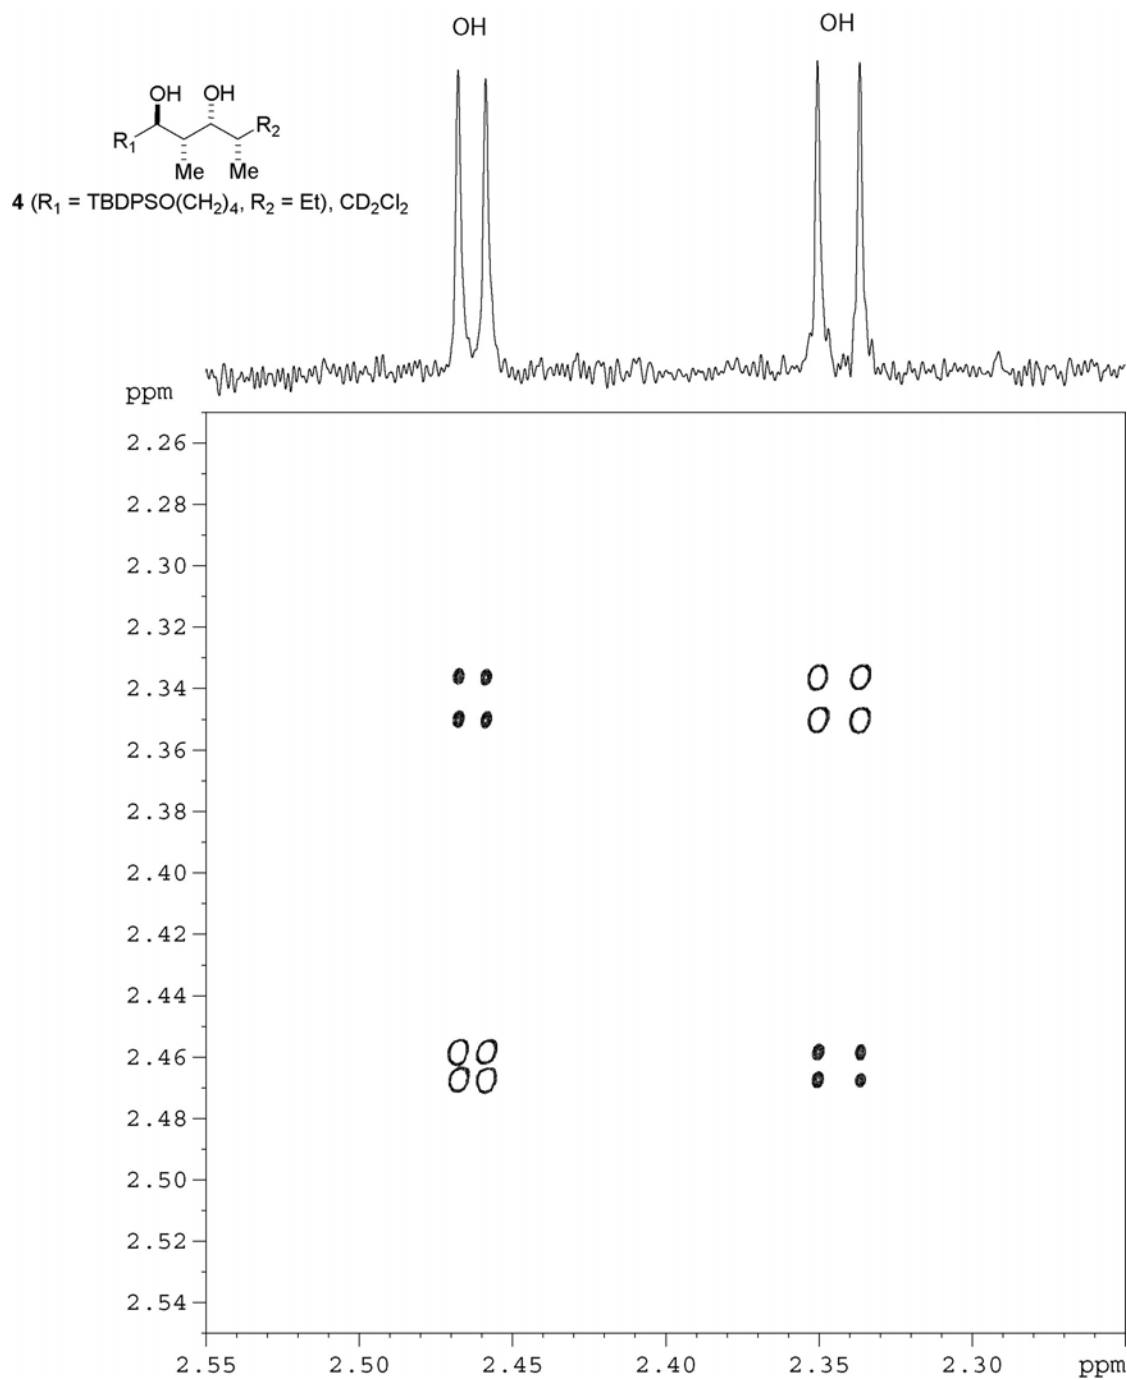 OH OH
OH OH
R1 R2
Me Me
4 (R1 = TBDPSO(CH2)4, R2 = Et), CD2Cl2
ppm
2.26
2.28
2.30
2.32
2.34
2.36
2.38
2.40
2.42
2.44
2.46
2.48
2.50
2.52
2.54
2.55 2.50 2.45 2.40 2.35 2.30 ppm